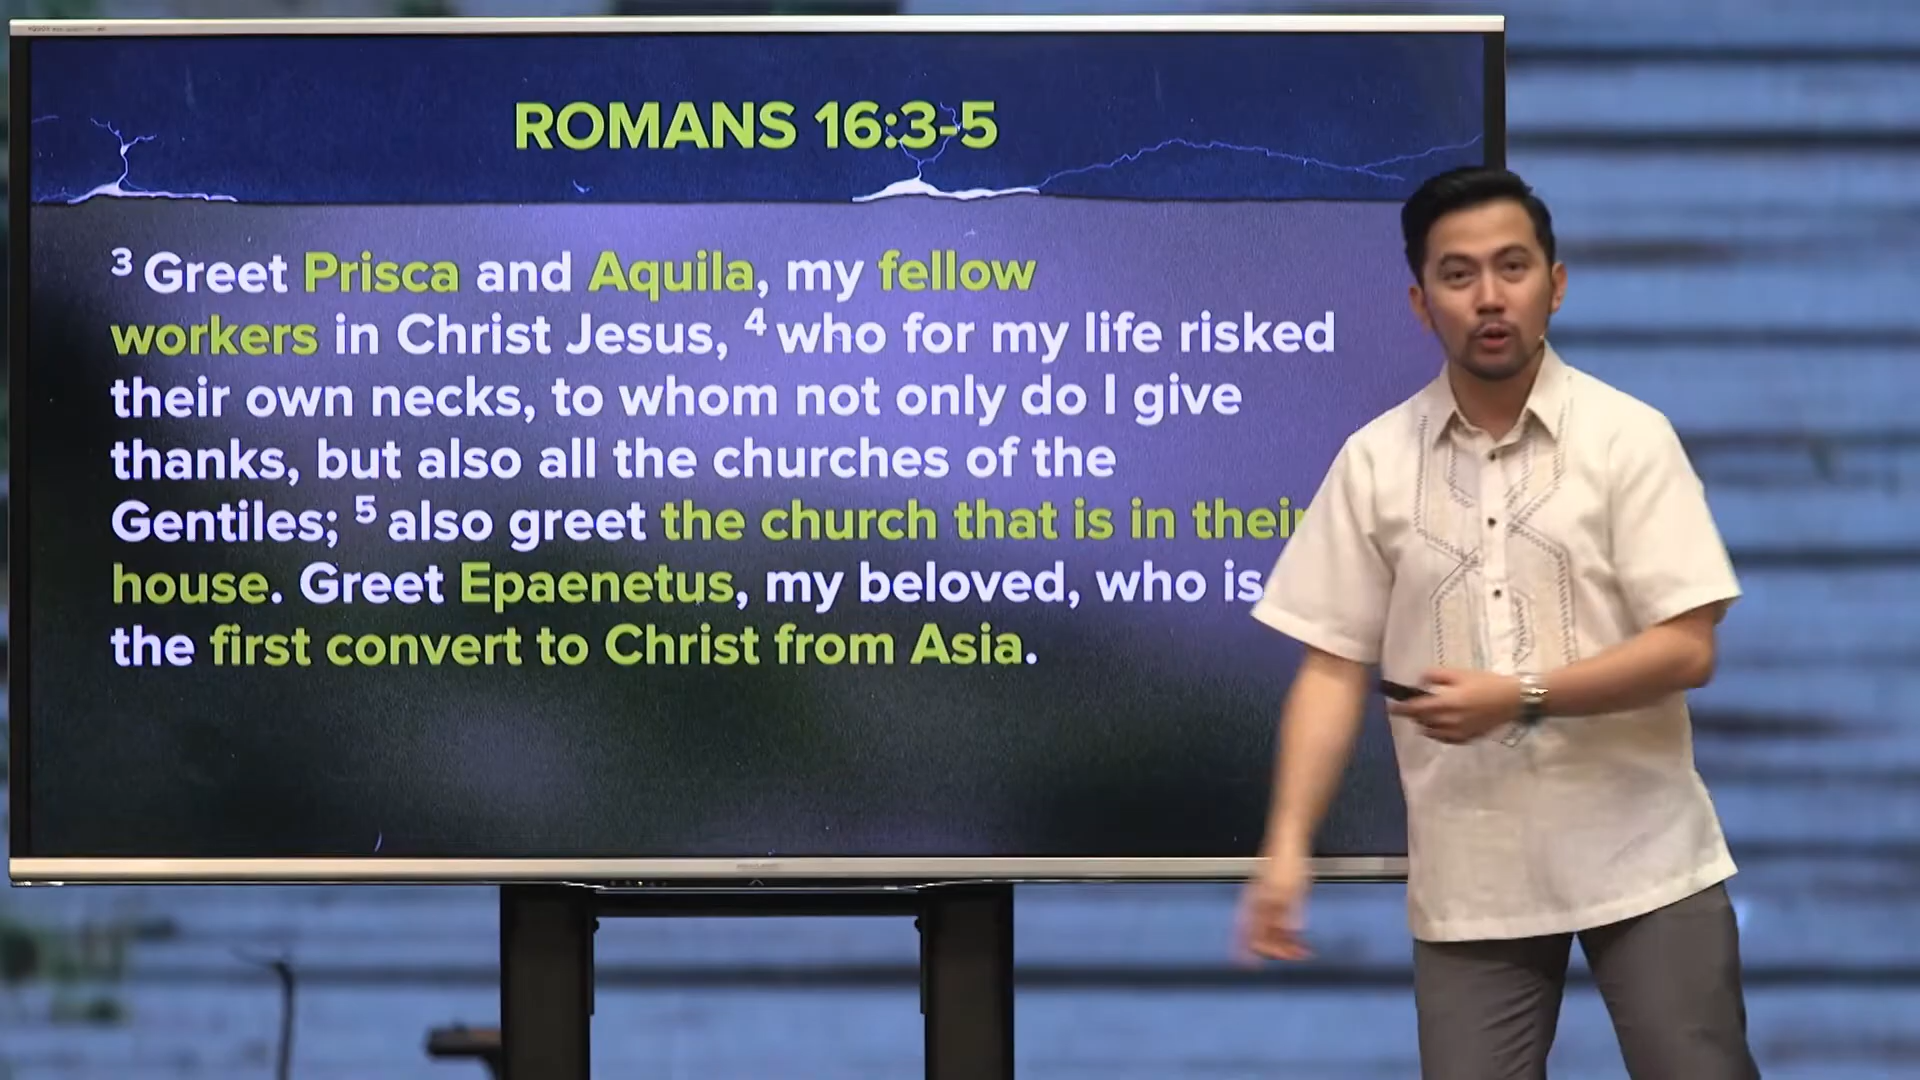 ROMANS 16:3-5
3 Greet Prisca and Aquila, my fellow
workers in Christ Jesus, 4 who for my life risked
their own necks, to whom not only do I give
thanks, but also all the churches of the
Gentiles; 5 also greet the church that is in their
house. Greet Epaenetus, my beloved, who is
the first convert to Christ from Asia.